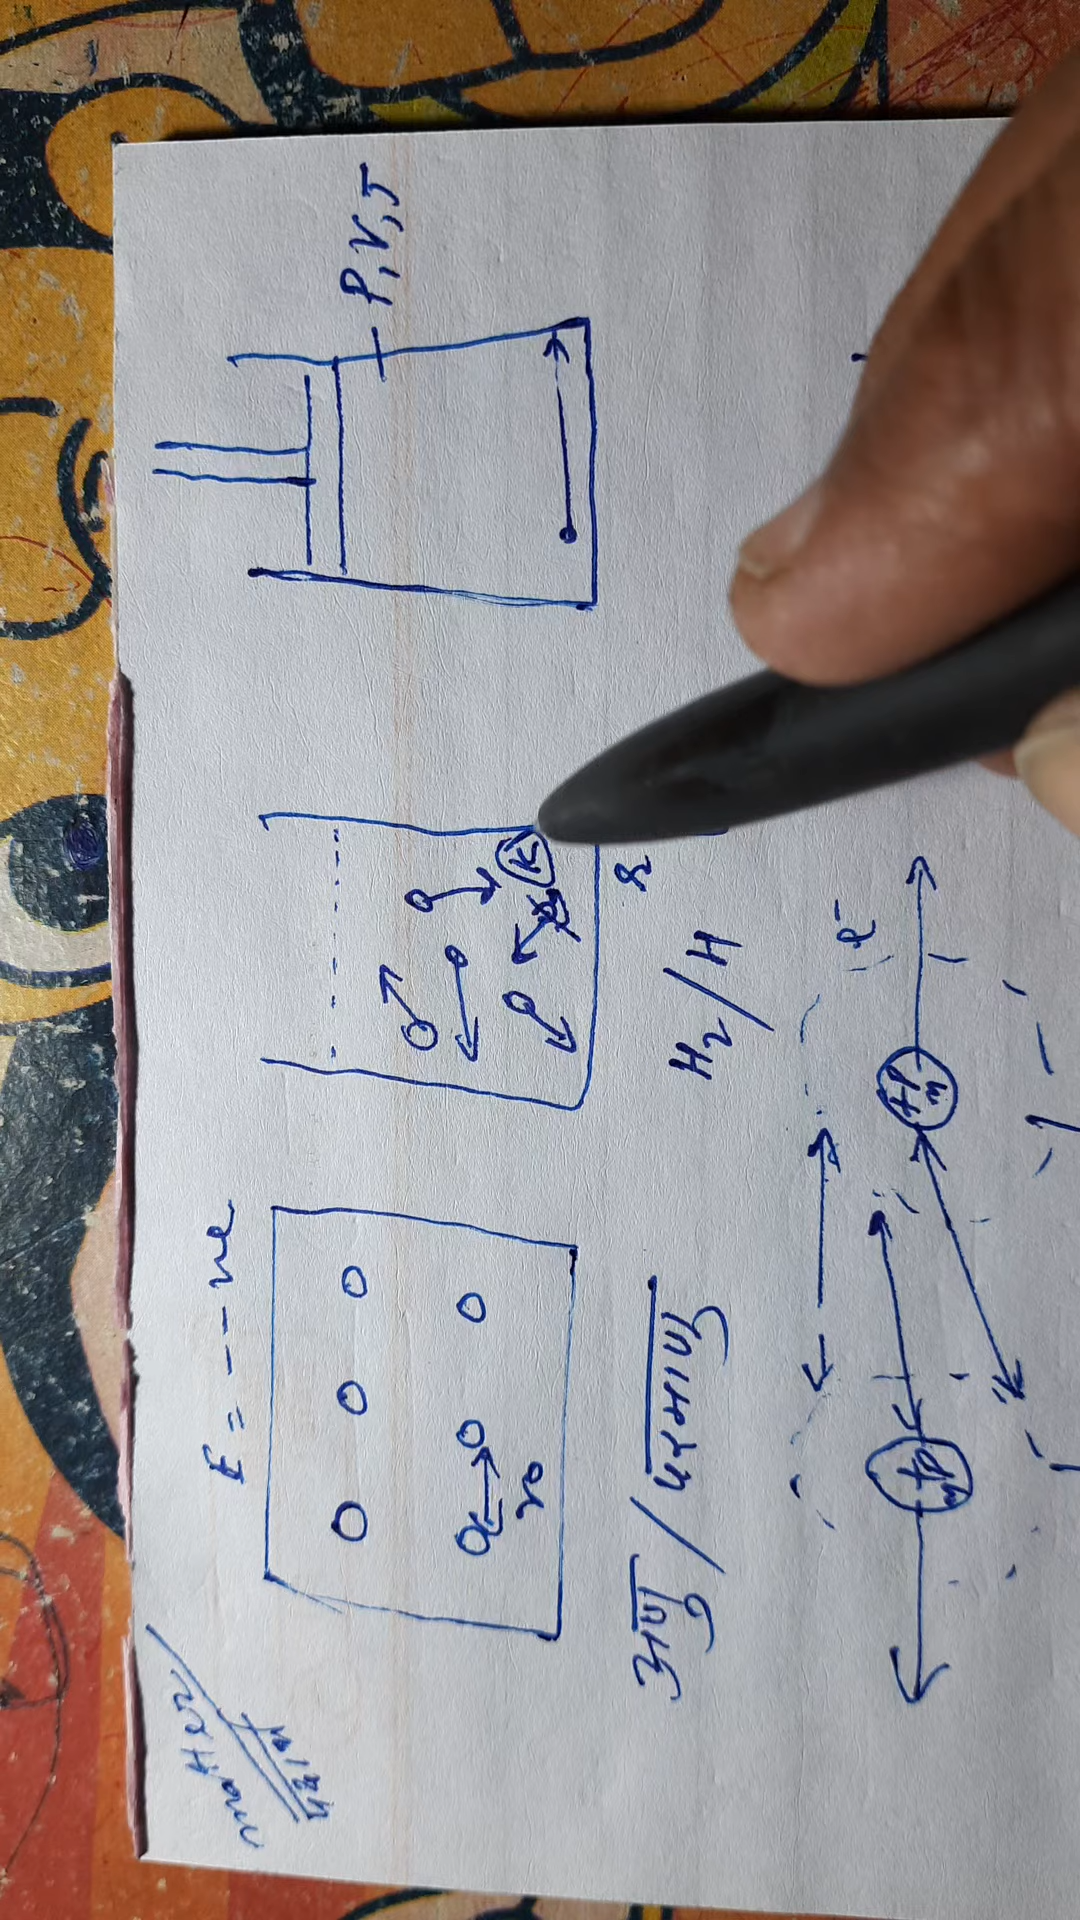 matter
पदार्थ
E = -- ve
P, V, T
r₀
K
अणु / परमाणु
H₂ / H
e⁻